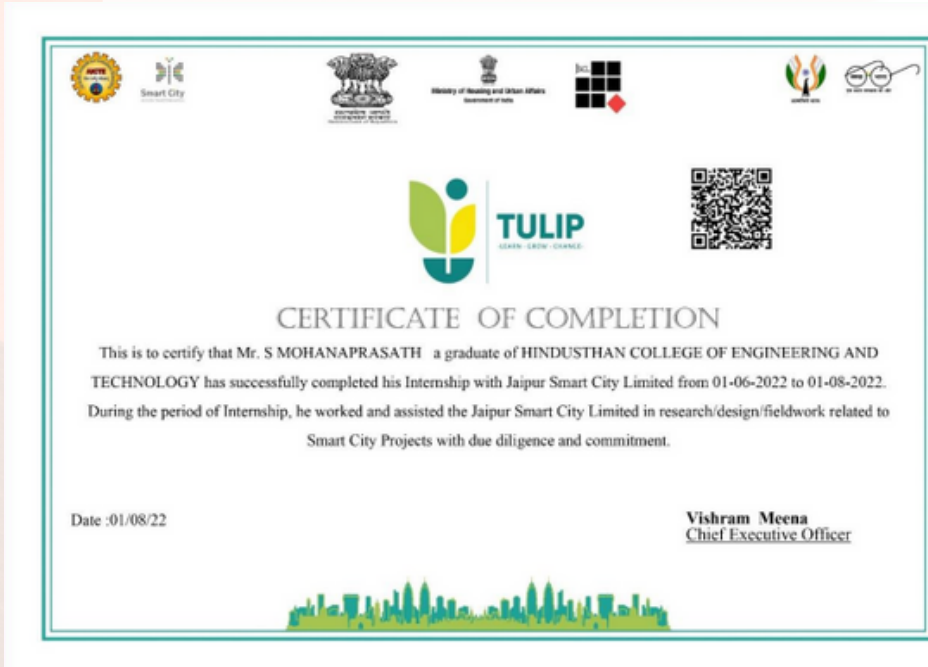 AICTE
Smart City
Ministry of Housing and Urban Affairs
Government of India
JSCL
TULIP
LEARN · GROW · CHANGE
CERTIFICATE OF COMPLETION
This is to certify that Mr. S MOHANAPRASATH a graduate of HINDUSTHAN COLLEGE OF ENGINEERING AND
TECHNOLOGY has successfully completed his Internship with Jaipur Smart City Limited from 01-06-2022 to 01-08-2022.
During the period of Internship, he worked and assisted the Jaipur Smart City Limited in research/design/fieldwork related to
Smart City Projects with due diligence and commitment.
Date :01/08/22
Vishram Meena
Chief Executive Officer